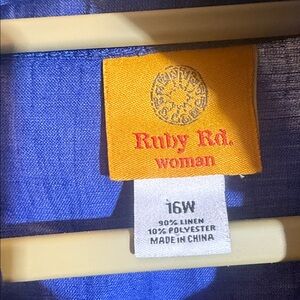 Ruby Rd.
woman
16W
90% LINEN
10% POLYESTER
MADE IN CHINA